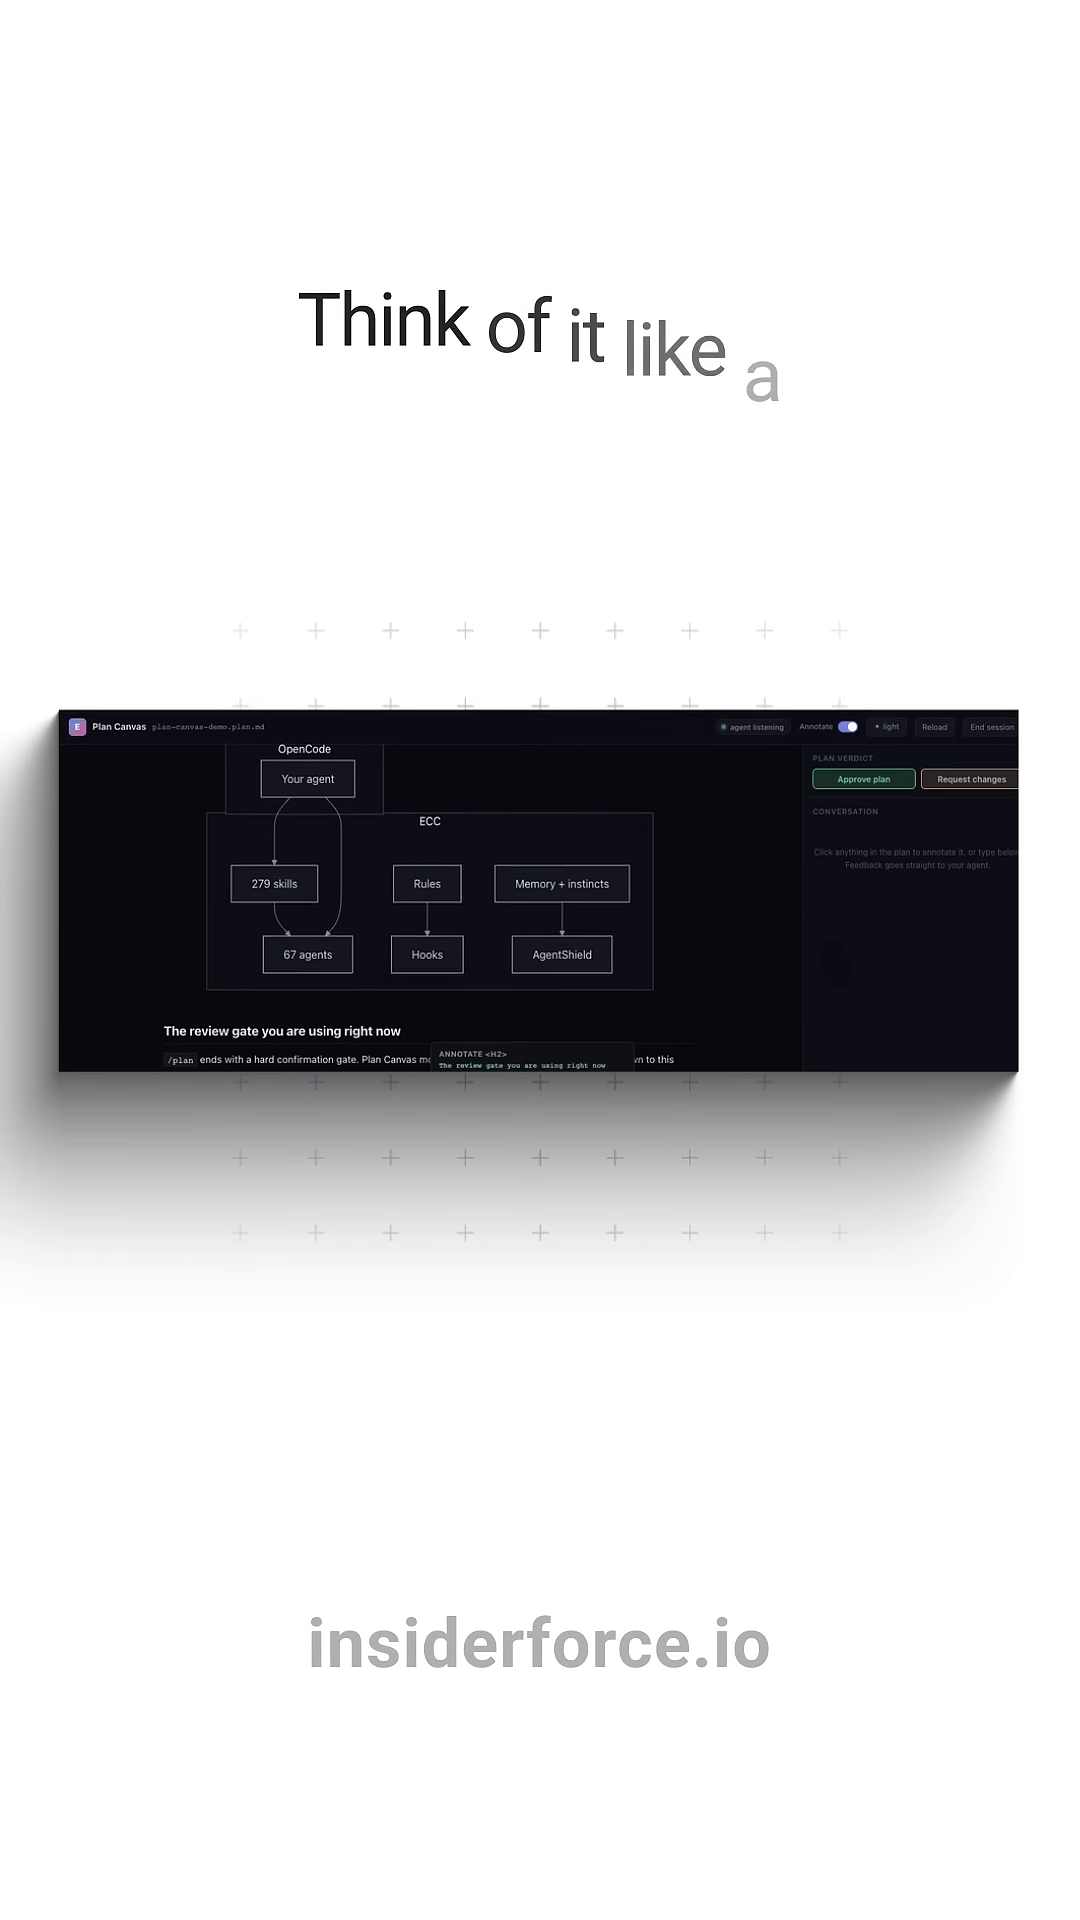 Think of it like a
E Plan Canvas plan-canvas-demo.plan.md agent listening Annotate light Reload End session
OpenCode
Your agent
ECC
279 skills Rules Memory + instincts
67 agents Hooks AgentShield
The review gate you are using right now
/plan ends with a hard confirmation gate. Plan Canvas to this
ANNOTATE <H2>
The review gate you are using right now
PLAN VERDICT
Approve plan Request changes
CONVERSATION
Click anything in the plan to annotate it, or type below
Feedback goes straight to your agent.
insiderforce.io